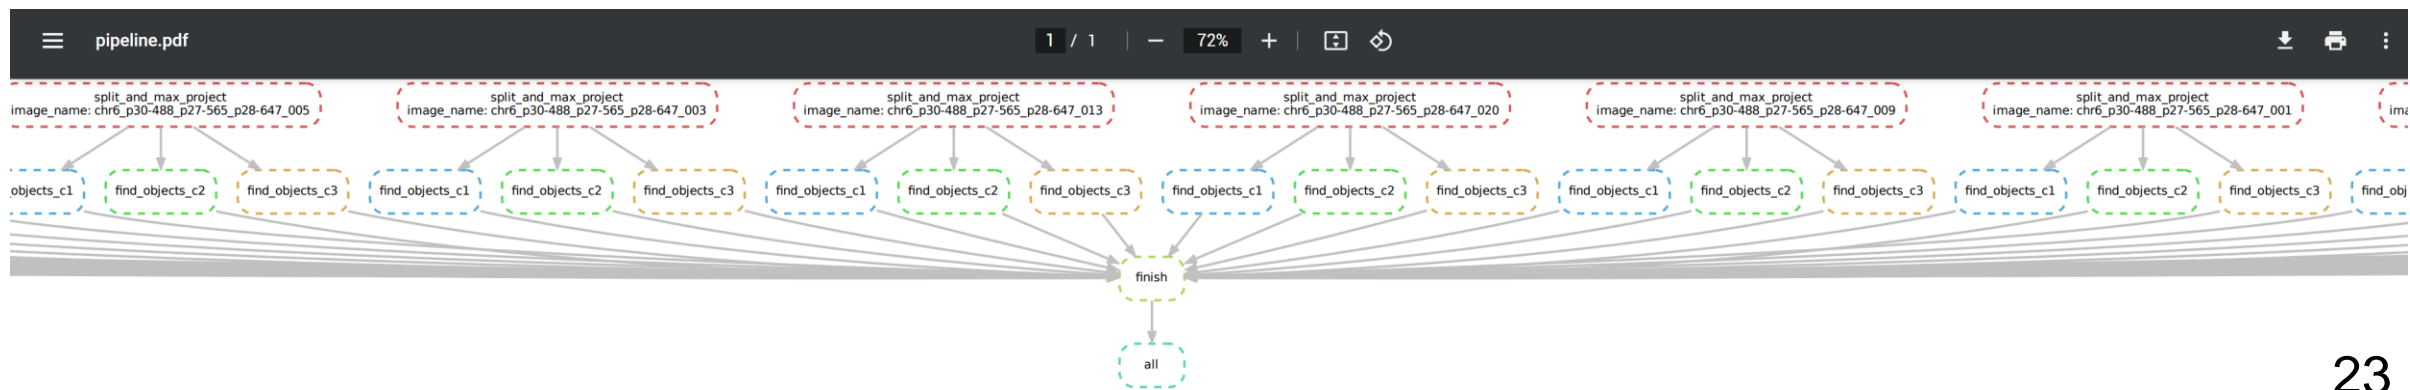 pipeline.pdf
1 / 1
72%
split_and_max_project
image_name: chr6_p30-488_p27-565_p28-647_005
split_and_max_project
image_name: chr6_p30-488_p27-565_p28-647_003
split_and_max_project
image_name: chr6_p30-488_p27-565_p28-647_013
split_and_max_project
image_name: chr6_p30-488_p27-565_p28-647_020
split_and_max_project
image_name: chr6_p30-488_p27-565_p28-647_009
split_and_max_project
image_name: chr6_p30-488_p27-565_p28-647_001
ima
objects_c1
find_objects_c2
find_objects_c3
find_objects_c1
find_objects_c2
find_objects_c3
find_objects_c1
find_objects_c2
find_objects_c3
find_objects_c1
find_objects_c2
find_objects_c3
find_objects_c1
find_objects_c2
find_objects_c3
find_objects_c1
find_objects_c2
find_objects_c3
find_obj
finish
all
23